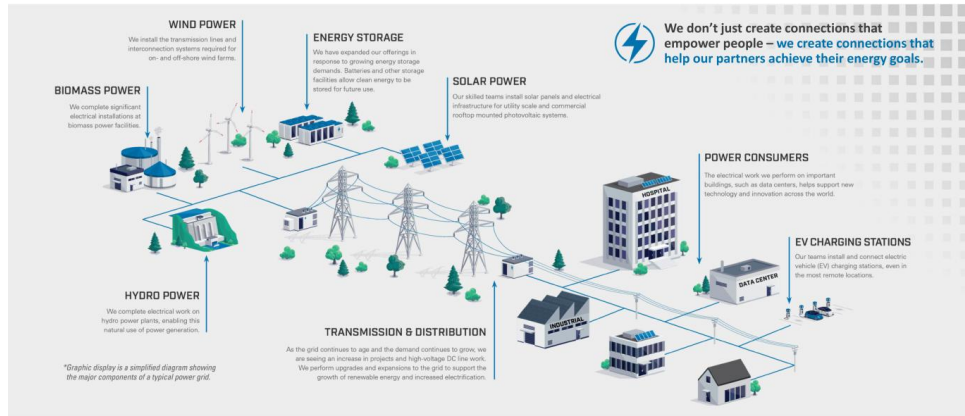 WIND POWER
We install the transmission lines and
interconnection systems required for
on- and off-shore wind farms.
ENERGY STORAGE
We have expanded our offerings in
response to growing energy storage
demands. Batteries and other storage
facilities allow clean energy to be
stored for future use.
We don't just create connections that
empower people – we create connections that
help our partners achieve their energy goals.
BIOMASS POWER
We complete significant
electrical installations at
biomass power facilities.
SOLAR POWER
Our skilled teams install solar panels and electrical
infrastructure for utility scale and commercial
rooftop mounted photovoltaic systems.
POWER CONSUMERS
The electrical work we perform on important
buildings, such as data centers, helps support new
technology and innovation across the world.
HOSPITAL
EV CHARGING STATIONS
Our teams install and connect electric
vehicle (EV) charging stations, even in
the most remote locations.
DATA CENTER
HYDRO POWER
We complete electrical work on
hydro power plants, enabling this
natural use of power generation.
INDUSTRIAL
TRANSMISSION & DISTRIBUTION
As the grid continues to age and the demand continues to grow, we
are seeing an increase in projects and high-voltage DC line work.
We perform upgrades and expansions to the grid to support the
growth of renewable energy and increased electrification.
*Graphic display is a simplified diagram showing
the major components of a typical power grid.